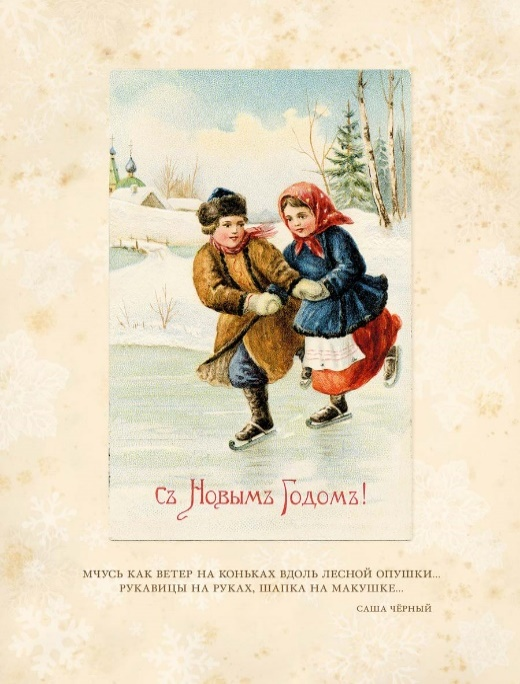 Съ Новымъ Годомъ!
МЧУСЬ КАК ВЕТЕР НА КОНЬКАХ ВДОЛЬ ЛЕСНОЙ ОПУШКИ...
РУКАВИЦЫ НА РУКАХ, ШАПКА НА МАКУШКЕ...
САША ЧЁРНЫЙ